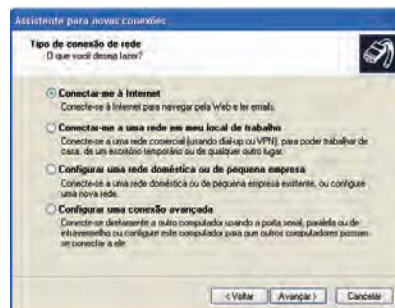 Assistente para novas conexões
Tipo de conexão de rede
O que você deseja fazer?
Conectar-me à Internet
Conecte-se à Internet para navegar pela Web e ler emails.
Conectar-me a uma rede em meu local de trabalho
Conecte-se a uma rede comercial (usando dial-up ou VPN), para poder trabalhar de
casa, de um escritório temporário ou de qualquer outro lugar.
Configurar uma rede doméstica ou de pequena empresa
Conecte-se a uma rede doméstica ou de pequena empresa existente, ou configure
uma nova rede.
Configurar uma conexão avançada
Conecte-se diretamente a outro computador usando a porta serial, paralela ou de
infravermelho ou configure este computador para que outros computadores possam
se conectar a ele.
< Voltar
Avançar >
Cancelar